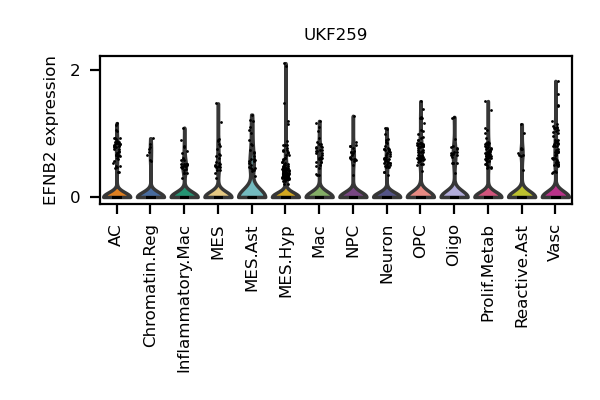 UKF259
EFNB2 expression
2
0
AC
Chromatin.Reg
Inflammatory.Mac
MES
MES.Ast
MES.Hyp
Mac
NPC
Neuron
OPC
Oligo
Prolif.Metab
Reactive.Ast
Vasc